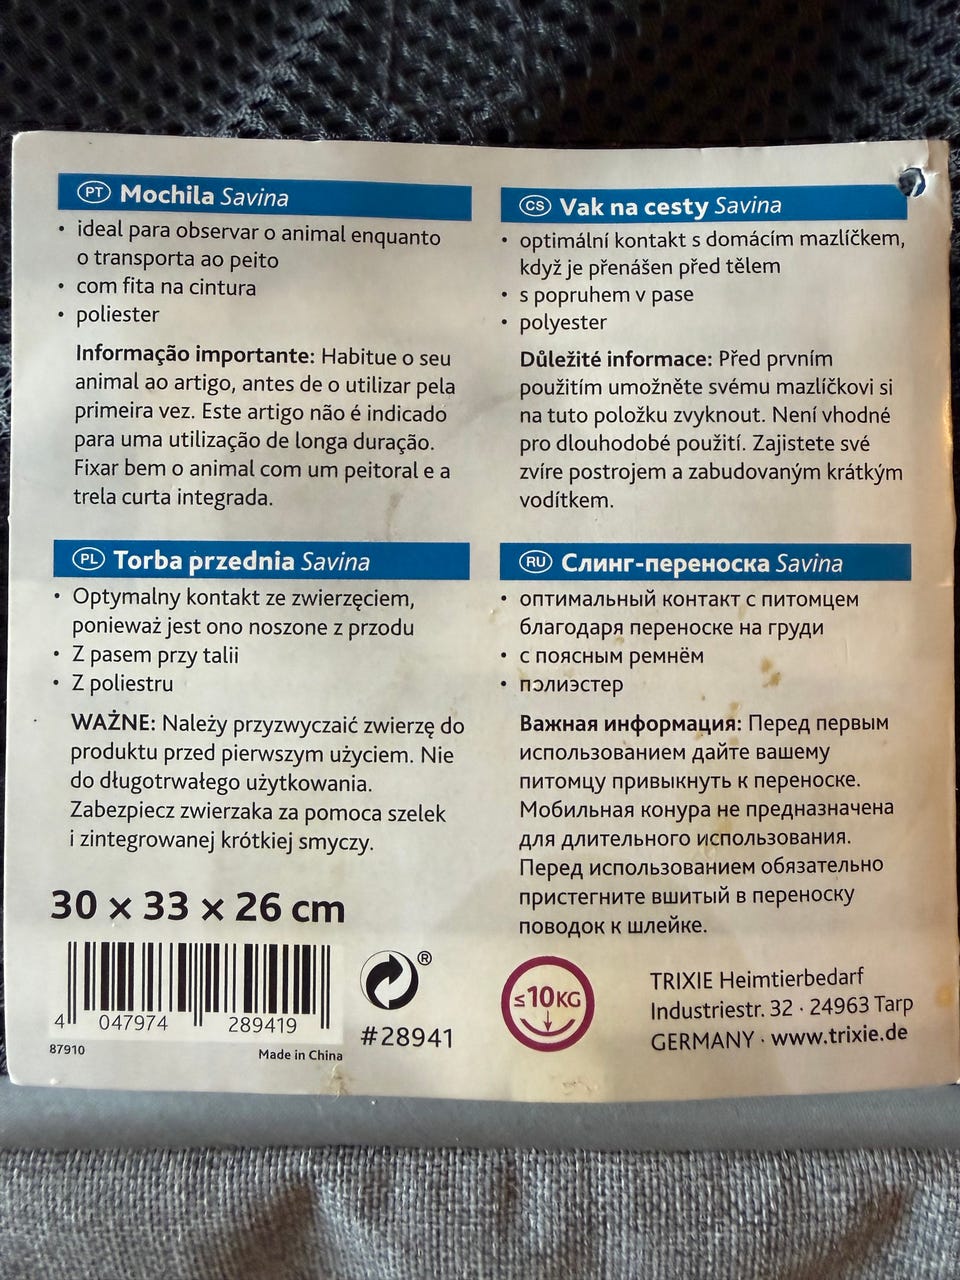 PT Mochila Savina
• ideal para observar o animal enquanto
o transporta ao peito
• com fita na cintura
• poliester
Informação importante: Habitue o seu
animal ao artigo, antes de o utilizar pela
primeira vez. Este artigo não é indicado
para uma utilização de longa duração.
Fixar bem o animal com um peitoral e a
trela curta integrada.
CS Vak na cesty Savina
• optimální kontakt s domácím mazlíčkem,
když je přenášen před tělem
• s popruhem v pase
• polyester
Důležité informace: Před prvním
použitím umožněte svému mazlíčkovi si
na tuto položku zvyknout. Není vhodné
pro dlouhodobé použití. Zajistete své
zvíře postrojem a zabudovaným krátkým
vodítkem.
PL Torba przednia Savina
• Optymalny kontakt ze zwierzęciem,
ponieważ jest ono noszone z przodu
• Z pasem przy talii
• Z poliestru
WAŻNE: Należy przyzwyczaić zwierzę do
produktu przed pierwszym użyciem. Nie
do długotrwałego użytkowania.
Zabezpiecz zwierzaka za pomoca szelek
i zintegrowanej krótkiej smyczy.
RU Слинг-переноска Savina
• оптимальный контакт с питомцем
благодаря переноске на груди
• с поясным ремнём
• полиэстер
Важная информация: Перед первым
использованием дайте вашему
питомцу привыкнуть к переноске.
Мобильная конура не предназначена
для длительного использования.
Перед использованием обязательно
пристегните вшитый в переноску
поводок к шлейке.
30 x 33 x 26 cm
4 047974 289419
87910
Made in China
®
#28941
≤10KG
TRIXIE Heimtierbedarf
Industriestr. 32 · 24963 Tarp
GERMANY · www.trixie.de